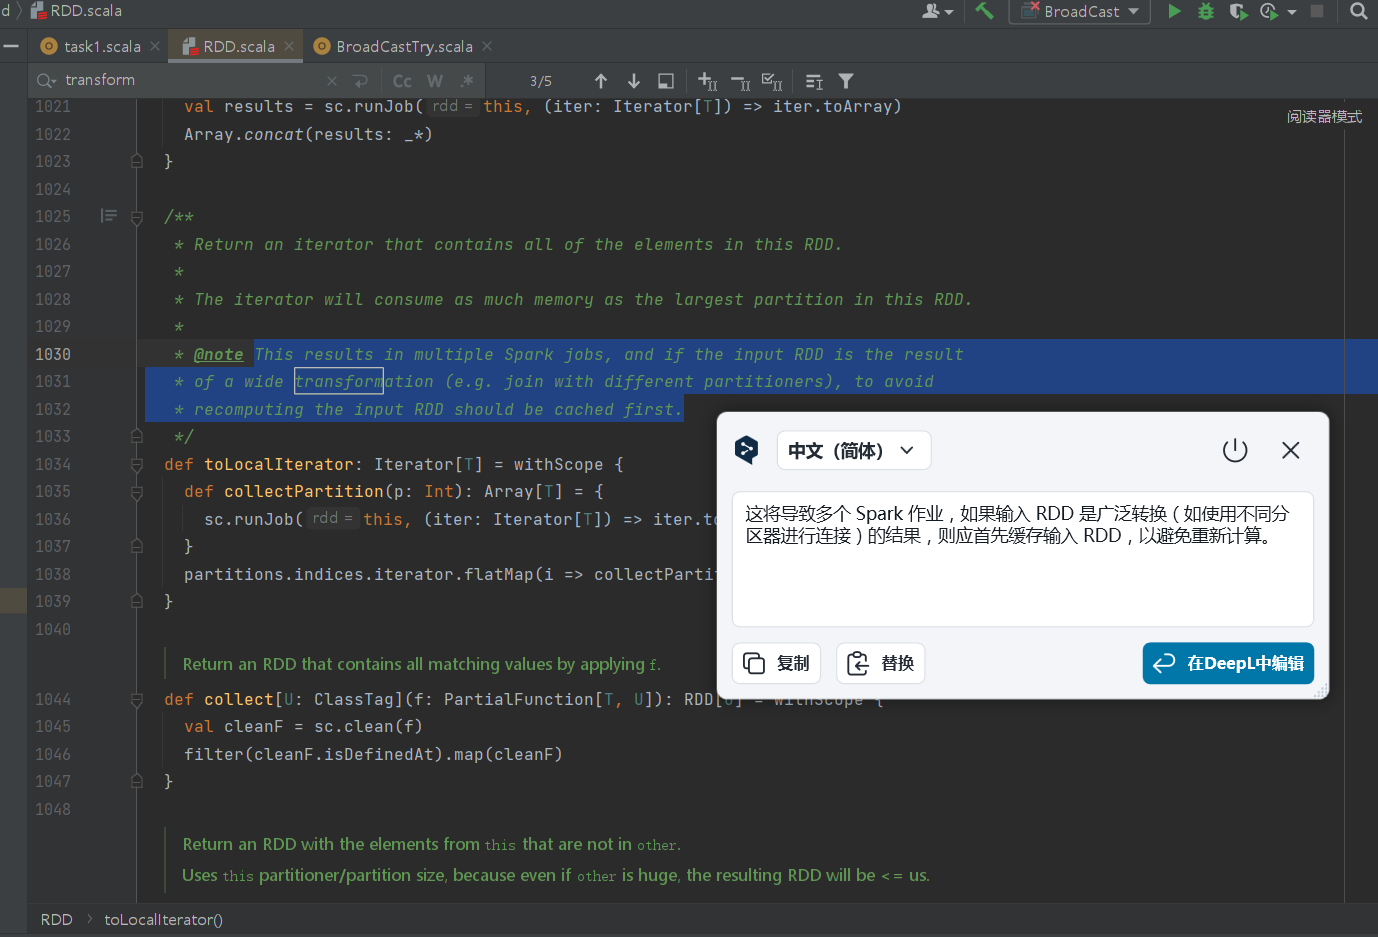 d RDD.scala BroadCast
task1.scala RDD.scala BroadCastTry.scala
transform Cc W .* 3/5
阅读器模式
1021 val results = sc.runJob( rdd = this, (iter: Iterator[T]) => iter.toArray)
1022 Array.concat(results: _*)
1023 }
1024
1025 /**
1026 * Return an iterator that contains all of the elements in this RDD.
1027 *
1028 * The iterator will consume as much memory as the largest partition in this RDD.
1029 *
1030 * @note This results in multiple Spark jobs, and if the input RDD is the result
1031 * of a wide transformation (e.g. join with different partitioners), to avoid
1032 * recomputing the input RDD should be cached first.
1033 */
1034 def toLocalIterator: Iterator[T] = withScope {
1035 def collectPartition(p: Int): Array[T] = {
1036 sc.runJob( rdd = this, (iter: Iterator[T]) => iter.to
1037 }
1038 partitions.indices.iterator.flatMap(i => collectPartit
1039 }
1040
Return an RDD that contains all matching values by applying f.
1044 def collect[U: ClassTag](f: PartialFunction[T, U]): RDD[U] = withScope {
1045 val cleanF = sc.clean(f)
1046 filter(cleanF.isDefinedAt).map(cleanF)
1047 }
1048
Return an RDD with the elements from this that are not in other.
Uses this partitioner/partition size, because even if other is huge, the resulting RDD will be <= us.
RDD toLocalIterator()
中文（简体）
这将导致多个 Spark 作业，如果输入 RDD 是广泛转换（如使用不同分
区器进行连接）的结果，则应首先缓存输入 RDD，以避免重新计算。
复制 替换 在DeepL中编辑